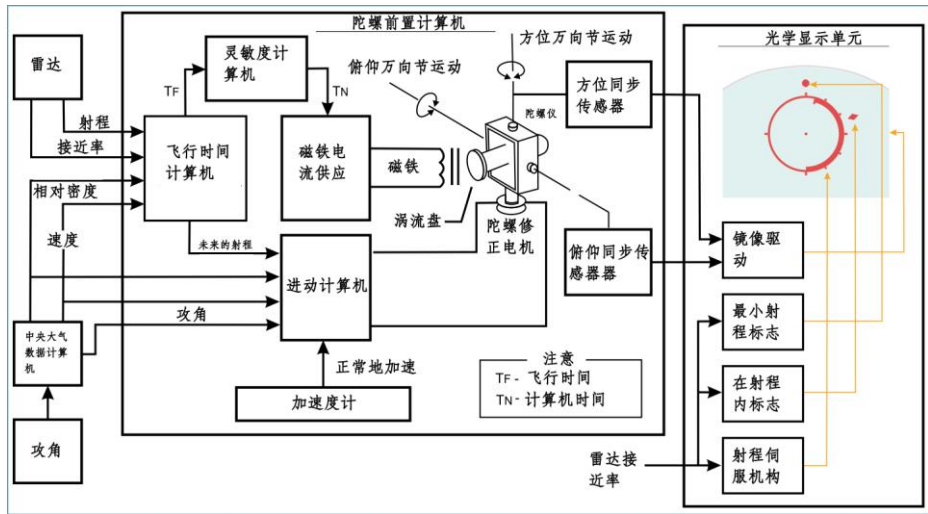 陀螺前置计算机
光学显示单元
雷达
灵敏度计
算机
方位万向节运动
俯仰万向节运动
TF
TN
方位同步
传感器
射程
接近率
飞行时间
计算机
磁铁电
流供应
磁铁
陀螺仪
相对密度
速度
涡流盘
陀螺修
正电机
未来的射程
进动计算机
俯仰同步传
感器器
镜像驱
动
攻角
中央大气
数据计算
机
最小射
程标志
正常地加速
注意
TF - 飞行时间
TN - 计算机时间
加速度计
在射程
内标志
攻角
雷达接
近率
射程伺
服机构